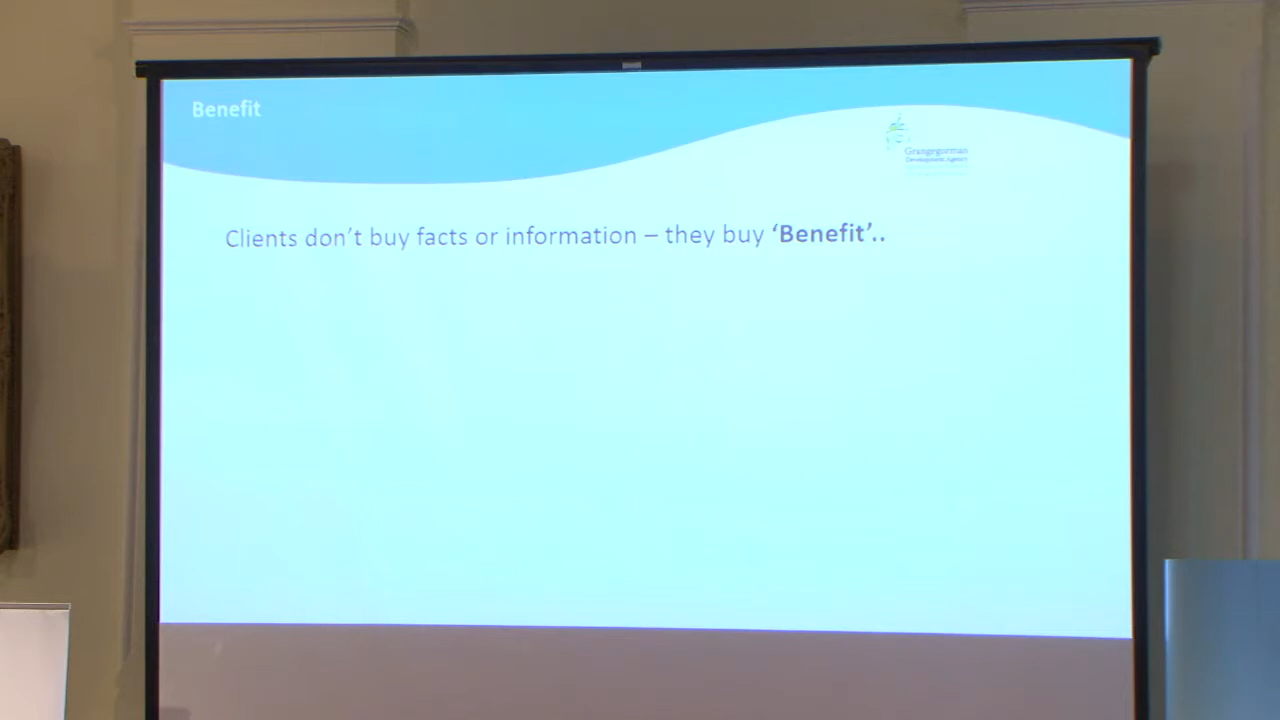 Benefit
Grangegorman
Development Agency
Clients don’t buy facts or information – they buy ‘Benefit’..